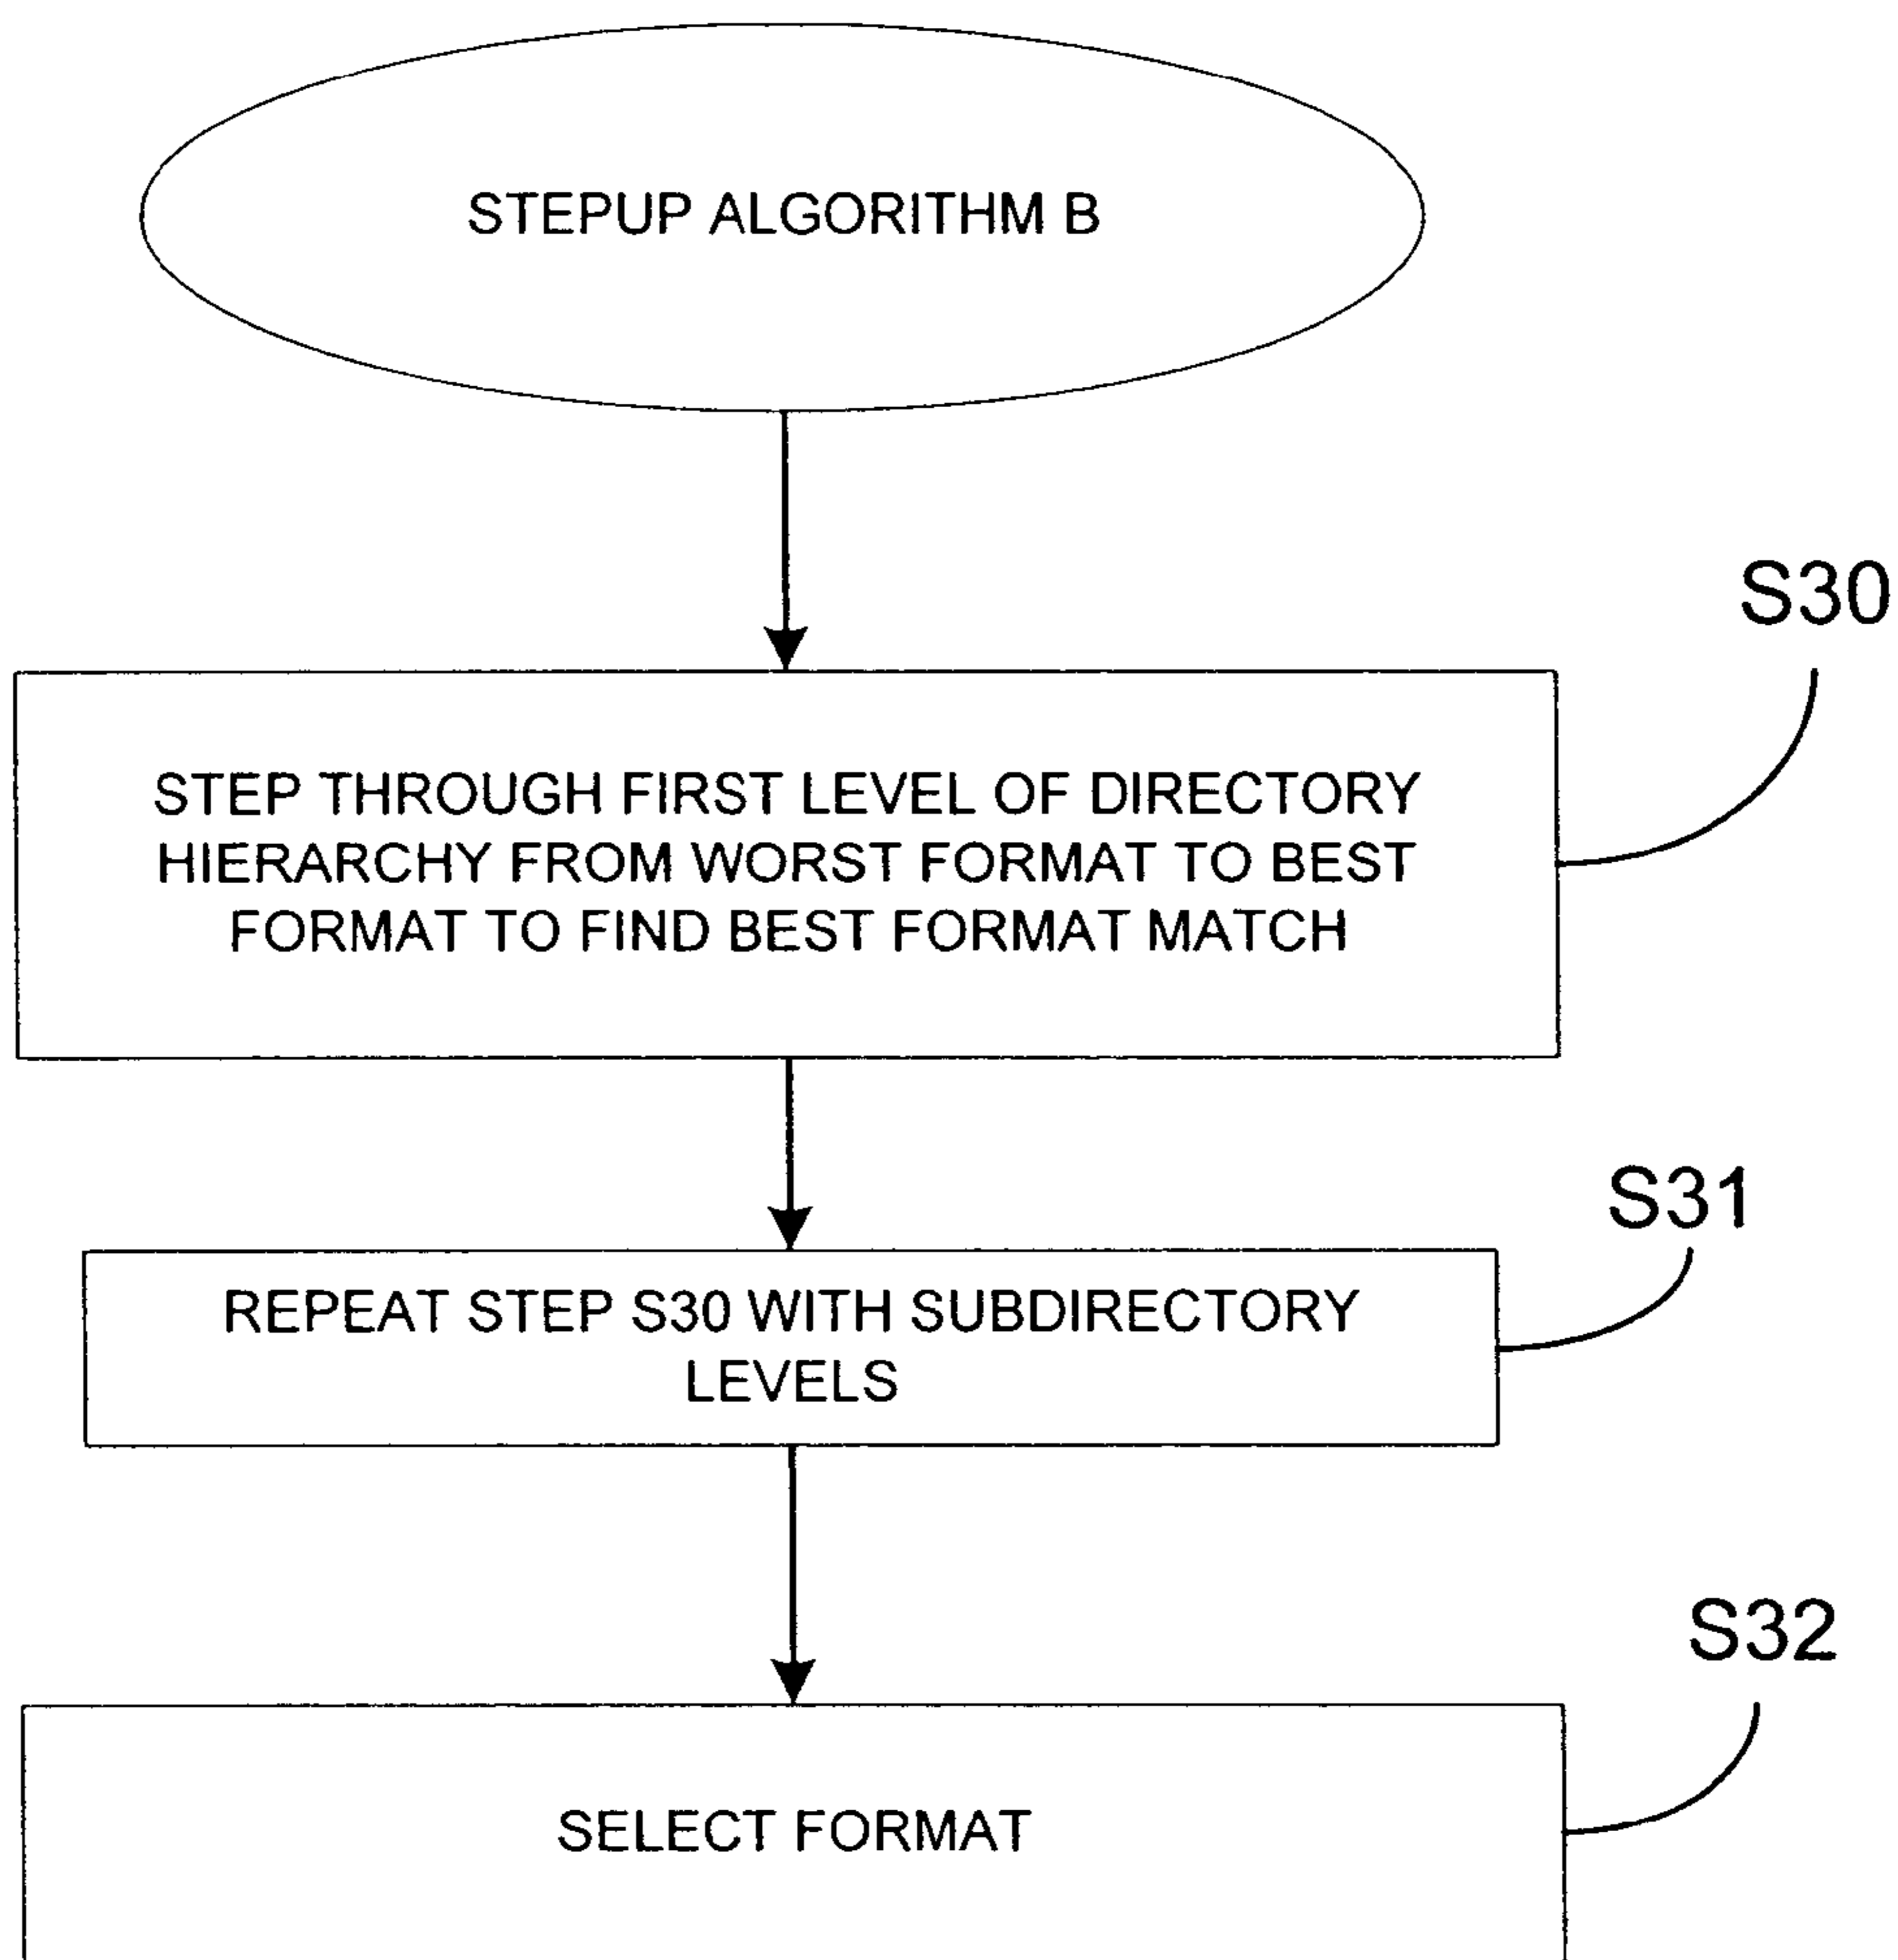 STEPUP ALGORITHM B
S30
STEP THROUGH FIRST LEVEL OF DIRECTORY
HIERARCHY FROM WORST FORMAT TO BEST
FORMAT TO FIND BEST FORMAT MATCH
S31
REPEAT STEP S30 WITH SUBDIRECTORY
LEVELS
S32
SELECT FORMAT